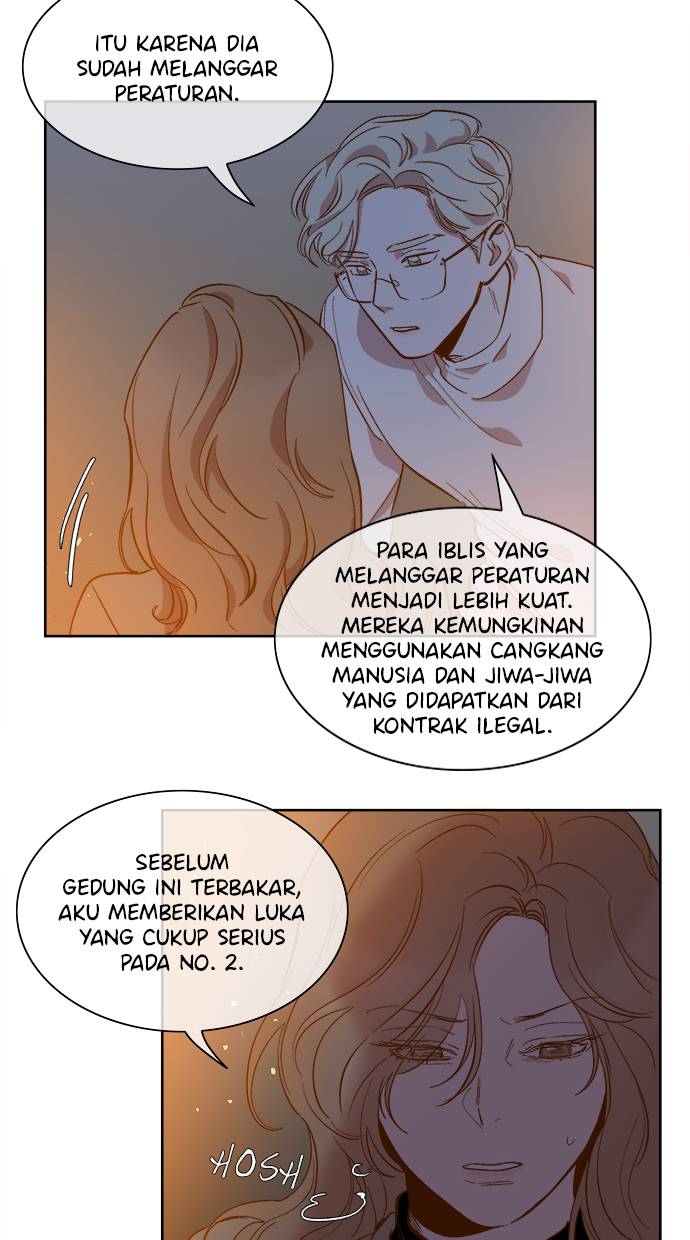 ITU KARENA DIA
SUDAH MELANGGAR
PERATURAN.
PARA IBLIS YANG
MELANGGAR PERATURAN
MENJADI LEBIH KUAT.
MEREKA KEMUNGKINAN
MENGGUNAKAN CANGKANG
MANUSIA DAN JIWA-JIWA
YANG DIDAPATKAN DARI
KONTRAK ILEGAL.
SEBELUM
GEDUNG INI TERBAKAR,
AKU MEMBERIKAN LUKA
YANG CUKUP SERIUS
PADA NO. 2.
HOSH